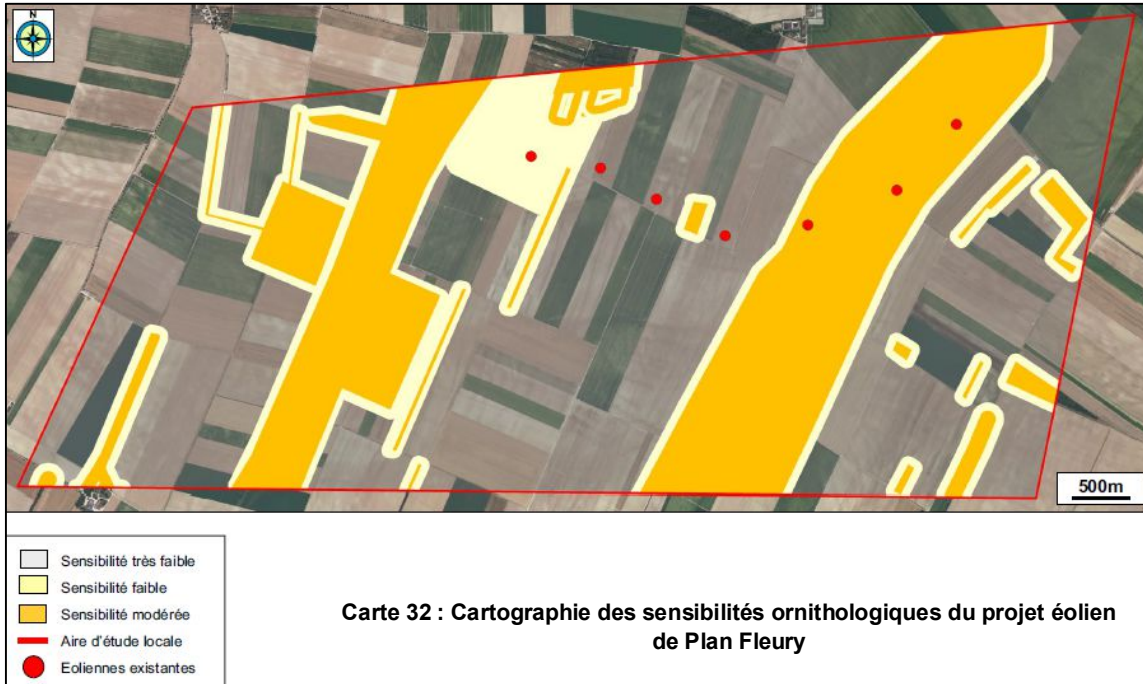 N
500m
Sensibilité très faible
Sensibilité faible
Sensibilité modérée
Aire d'étude locale
Eoliennes existantes
Carte 32 : Cartographie des sensibilités ornithologiques du projet éolien
de Plan Fleury